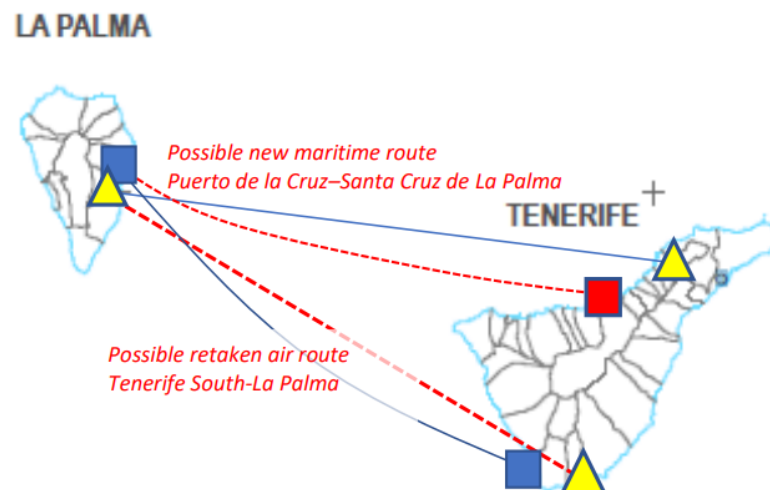 LA PALMA
Possible new maritime route
Puerto de la Cruz–Santa Cruz de La Palma
TENERIFE
Possible retaken air route
Tenerife South-La Palma